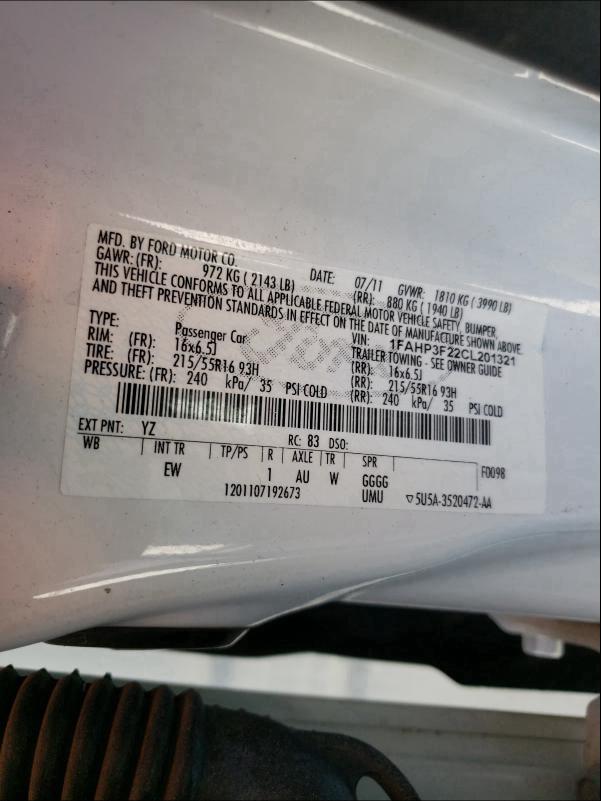 MFD. BY FORD MOTOR CO.
DATE: 07/11 GVWR: 1810 KG ( 3990 LB)
GAWR: (FR): 972 KG ( 2143 LB) (RR): 880 KG ( 1940 LB)
THIS VEHICLE CONFORMS TO ALL APPLICABLE FEDERAL MOTOR VEHICLE SAFETY, BUMPER,
AND THEFT PREVENTION STANDARDS IN EFFECT ON THE DATE OF MANUFACTURE SHOWN ABOVE.
VIN: 1FAHP3F22CL201321
TYPE: Passenger Car TRAILER TOWING - SEE OWNER GUIDE
RIM: (FR): 16x6.5J (RR): 16x6.5J
TIRE: (FR): 215/55R16 93H (RR): 215/55R16 93H
PRESSURE: (FR): 240 kPa/ 35 PSI COLD (RR): 240 kPa/ 35 PSI COLD
Ford
EXT PNT: YZ RC: 83 DSO:
WB INT TR TP/PS R AXLE TR SPR F0098
EW 1 AU W GGGG
1201107192673 UMU ▽5U5A-3520472-AA